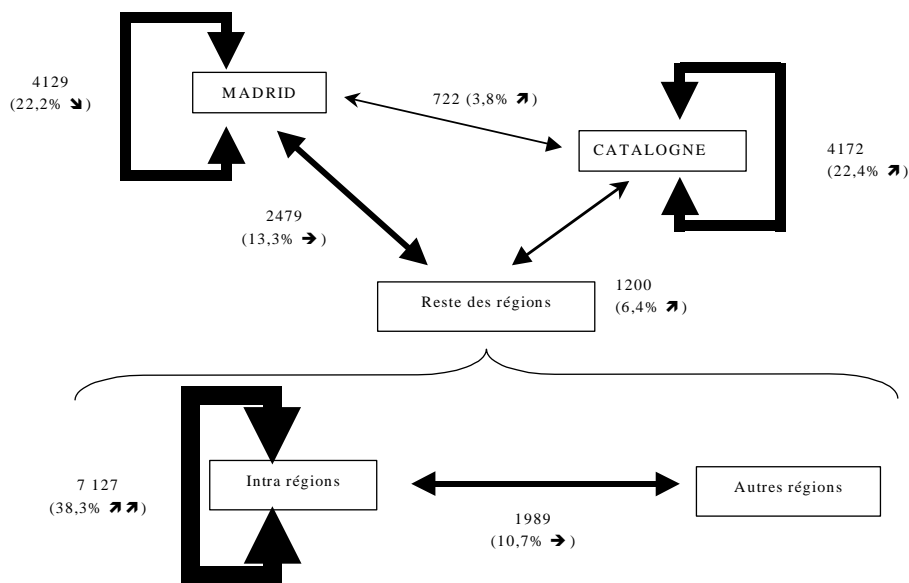 4129
(22,2% ➘)
MADRID
722 (3,8% ➚)
CATALOGNE
4172
(22,4% ➚)
2479
(13,3% ➔)
Reste des régions
1200
(6,4% ➚)
7 127
(38,3% ➚➚)
Intra régions
1989
(10,7% ➔)
Autres régions